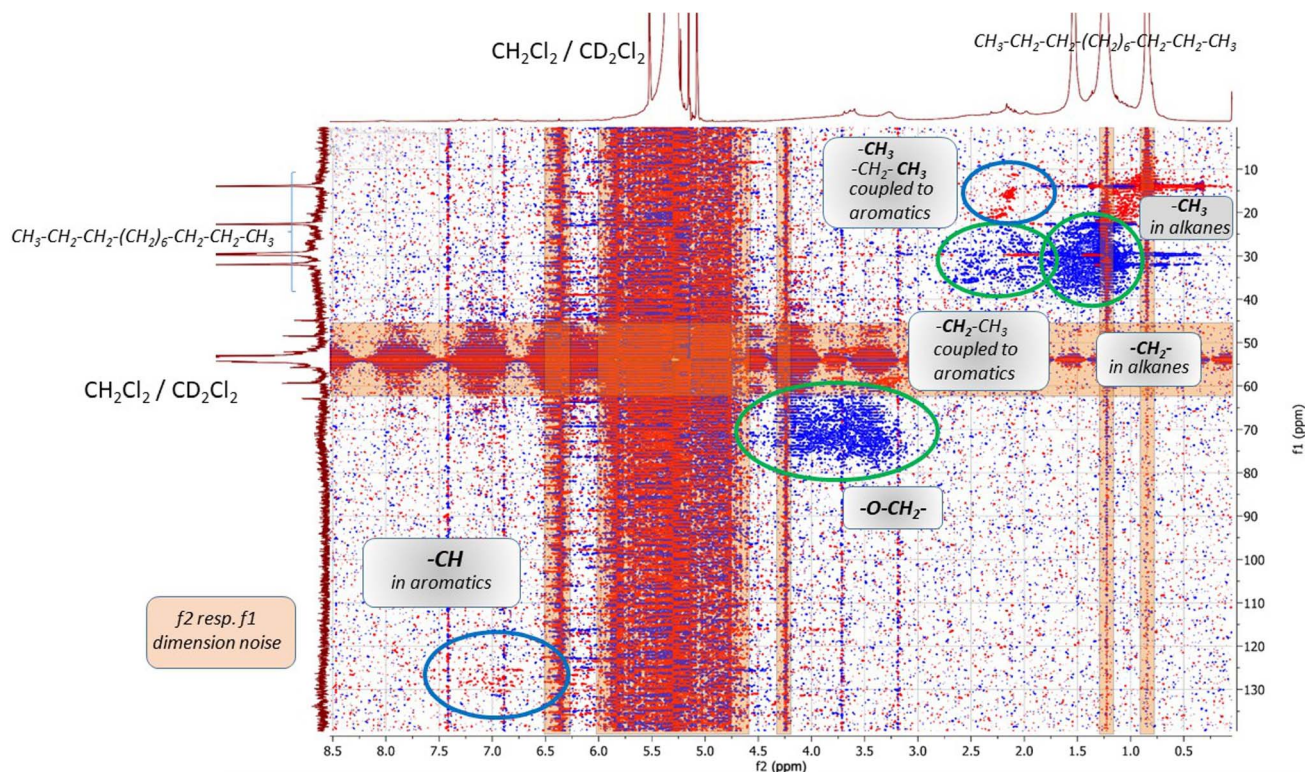 CH₂Cl₂ / CD₂Cl₂
CH₃-CH₂-CH₂-(CH₂)₆-CH₂-CH₂-CH₃
-CH₃
-CH₂-CH₃
coupled to
aromatics
-CH₃
in alkanes
CH₃-CH₂-CH₂-(CH₂)₆-CH₂-CH₂-CH₃
-CH₂-CH₃
coupled to
aromatics
-CH₂-
in alkanes
CH₂Cl₂ / CD₂Cl₂
-O-CH₂-
-CH
in aromatics
f2 resp. f1
dimension noise
10
20
30
40
50
60
70
80
90
100
110
120
130
f1 (ppm)
8.5 8.0 7.5 7.0 6.5 6.0 5.5 5.0 4.5 4.0 3.5 3.0 2.5 2.0 1.5 1.0 0.5
f2 (ppm)